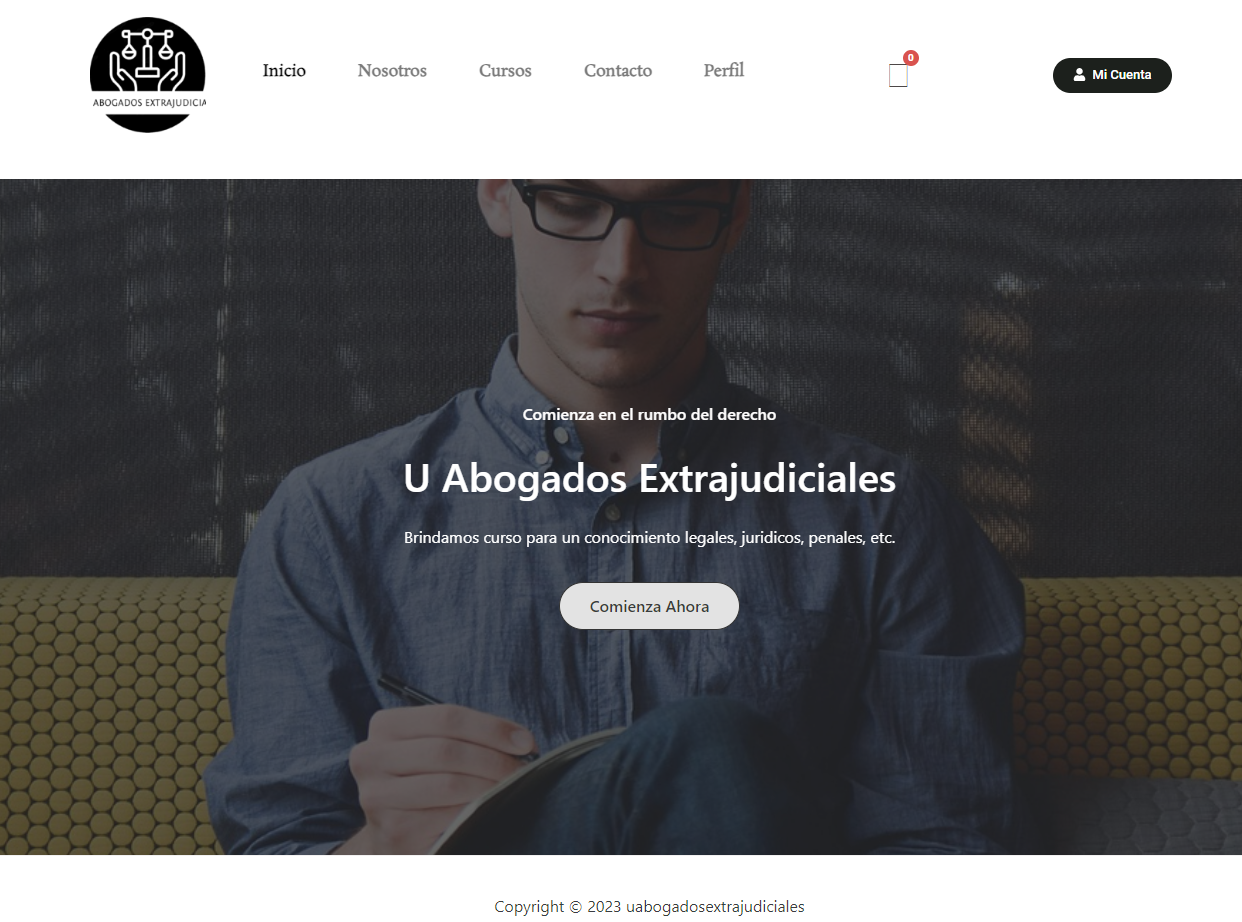 ABOGADOS EXTRAJUDICIA
Inicio
Nosotros
Cursos
Contacto
Perfil
0
Mi Cuenta
Comienza en el rumbo del derecho
U Abogados Extrajudiciales
Brindamos curso para un conocimiento legales, juridicos, penales, etc.
Comienza Ahora
Copyright © 2023 uabogadosextrajudiciales